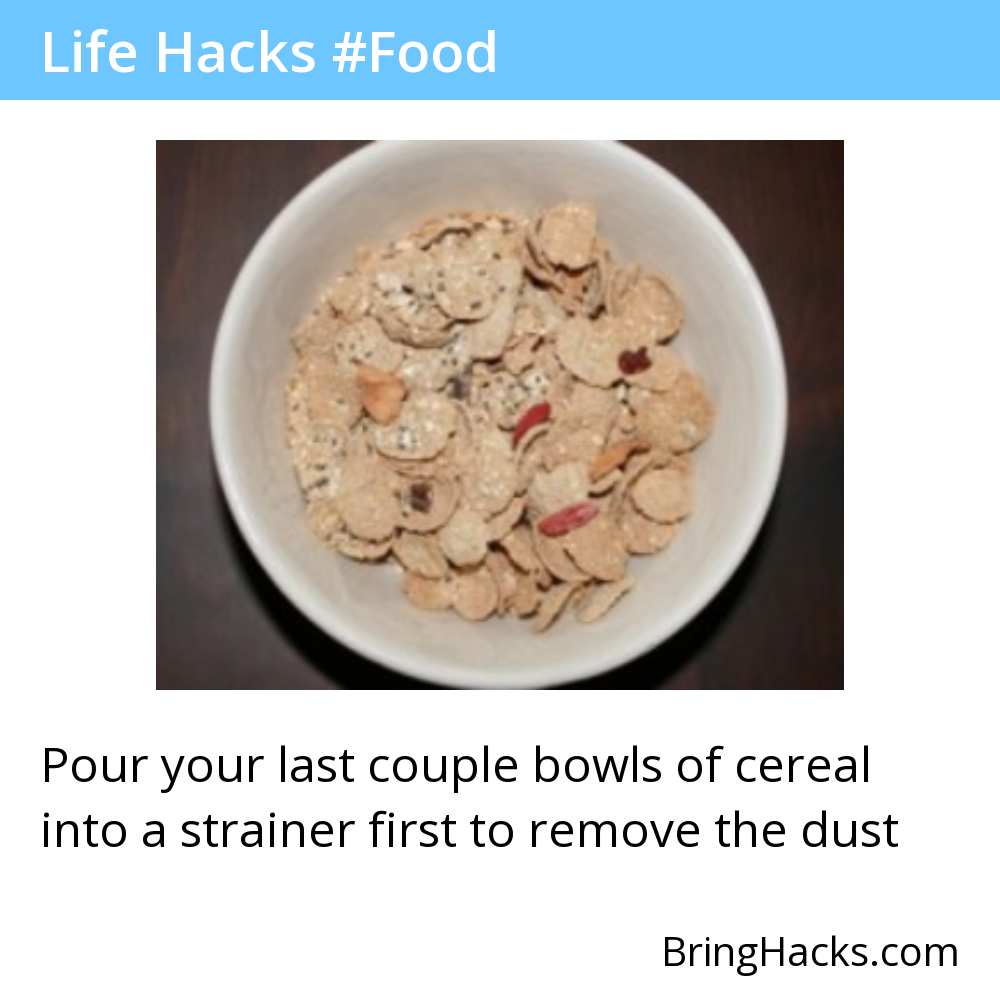 Life Hacks #Food
Pour your last couple bowls of cereal
into a strainer first to remove the dust
BringHacks.com